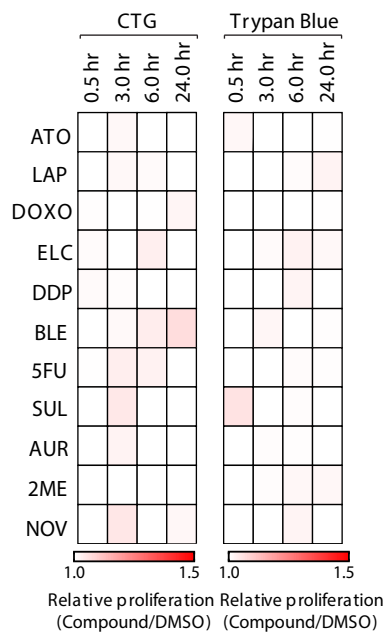 CTG Trypan Blue
0.5 hr 3.0 hr 6.0 hr 24.0 hr 0.5 hr 3.0 hr 6.0 hr 24.0 hr
ATO
LAP
DOXO
ELC
DDP
BLE
5FU
SUL
AUR
2ME
NOV
1.0 1.5 1.0 1.5
Relative proliferation Relative proliferation
(Compound/DMSO) (Compound/DMSO)